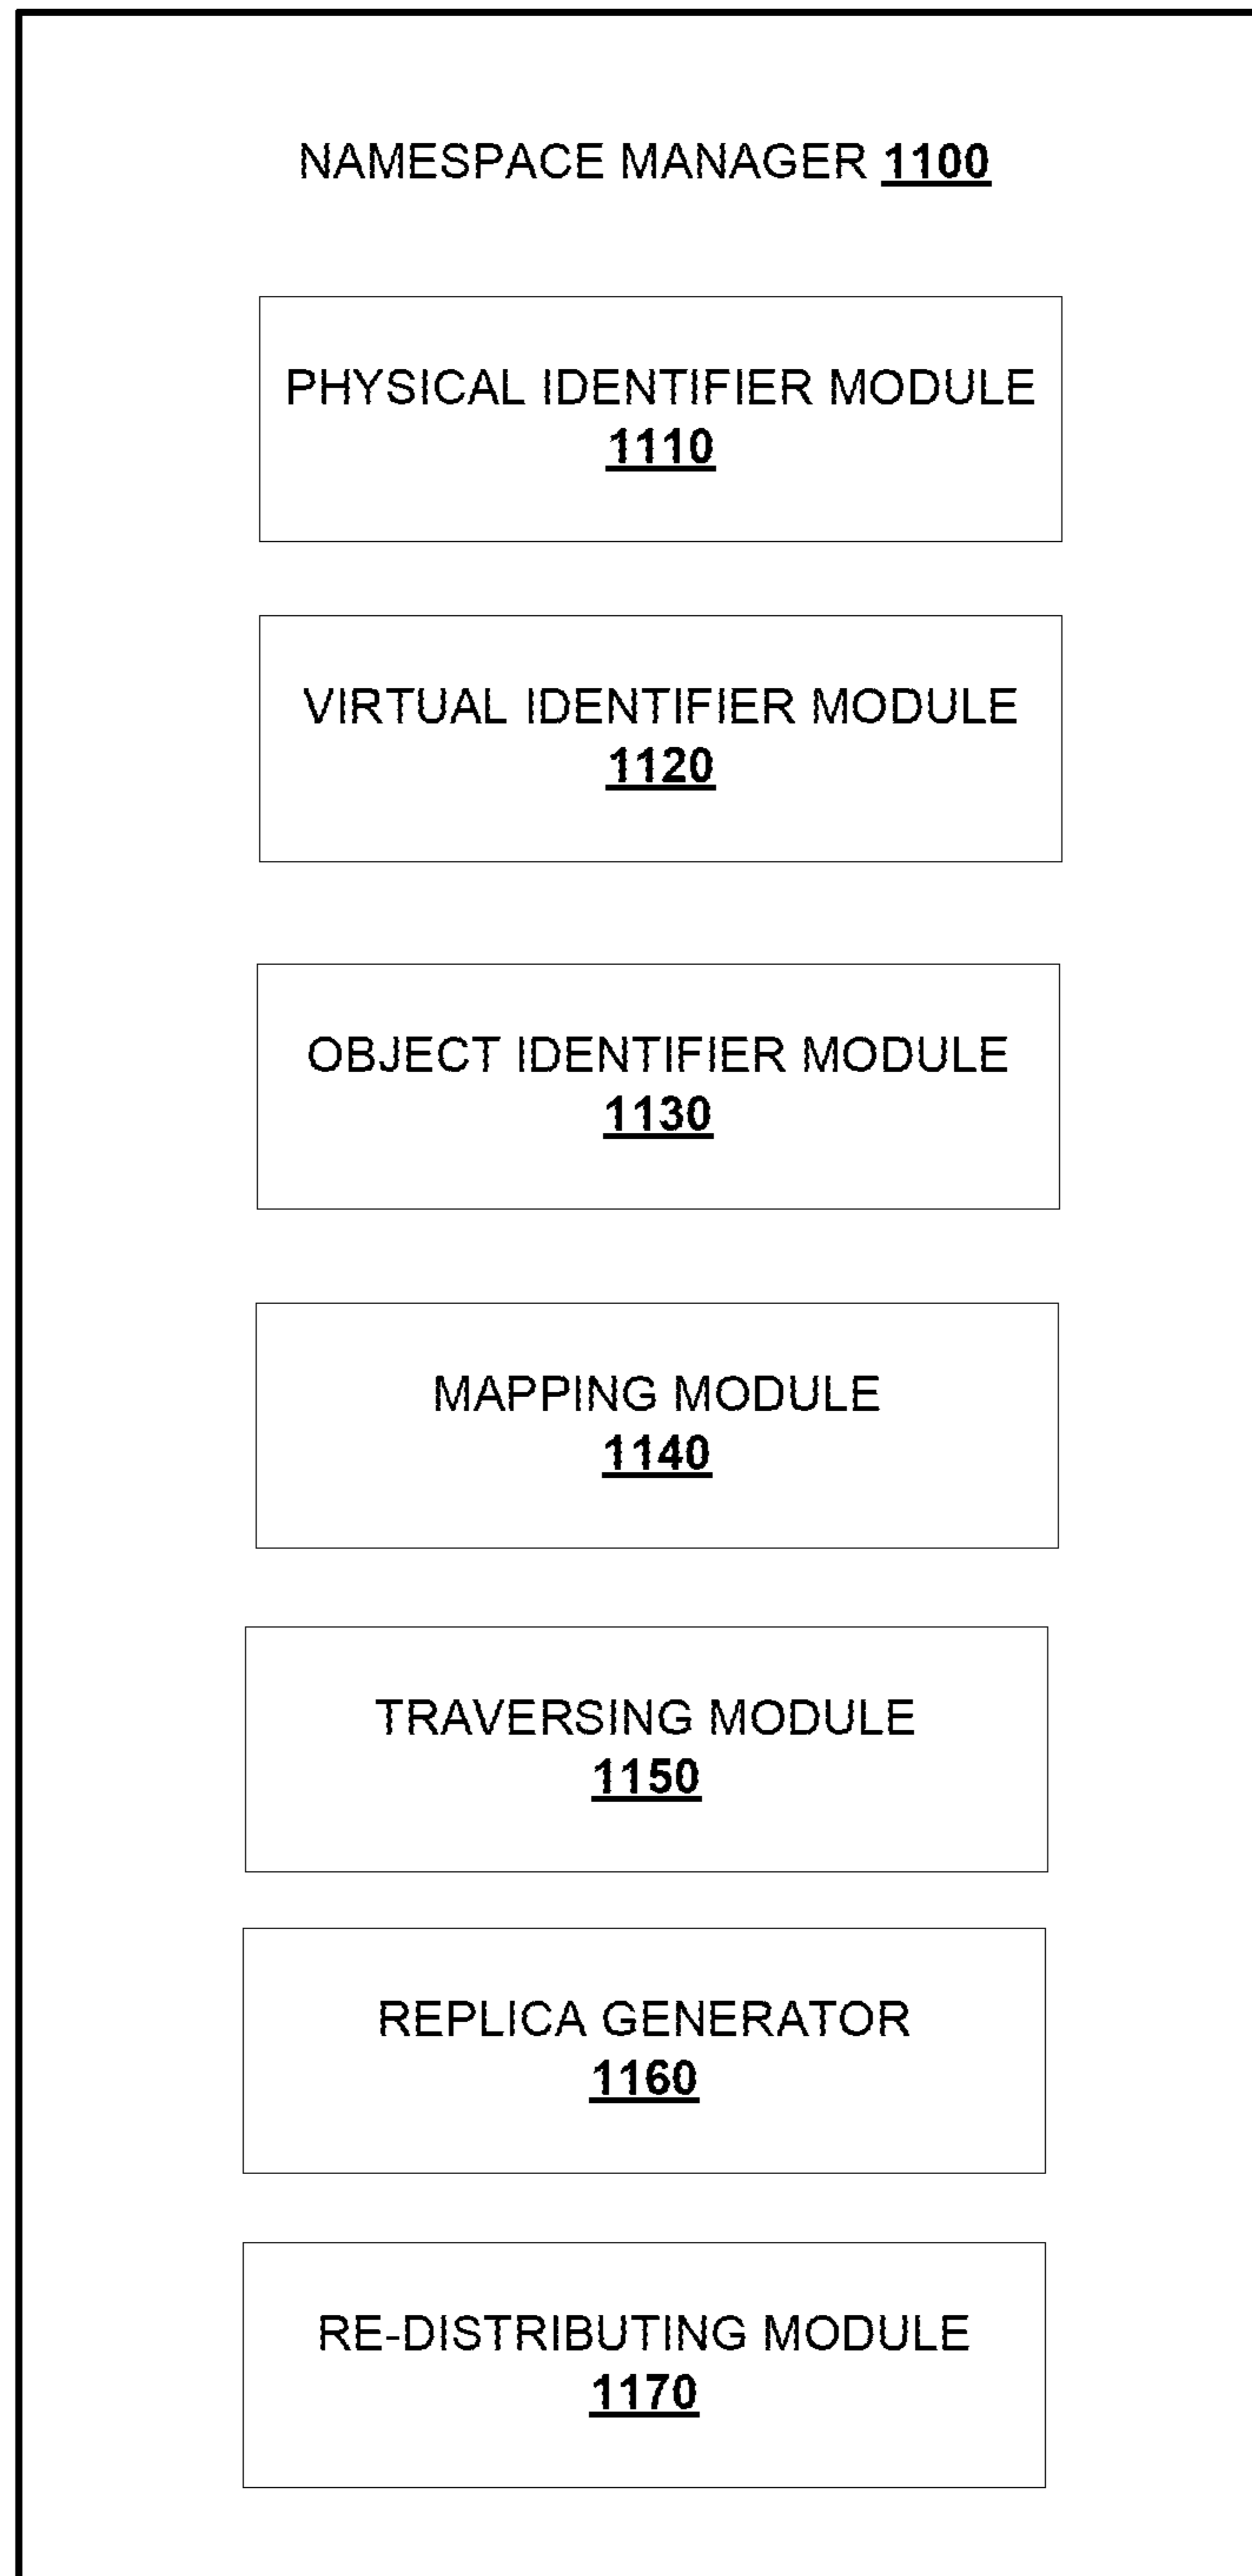 NAMESPACE MANAGER 1100
PHYSICAL IDENTIFIER MODULE
1110
VIRTUAL IDENTIFIER MODULE
1120
OBJECT IDENTIFIER MODULE
1130
MAPPING MODULE
1140
TRAVERSING MODULE
1150
REPLICA GENERATOR
1160
RE-DISTRIBUTING MODULE
1170